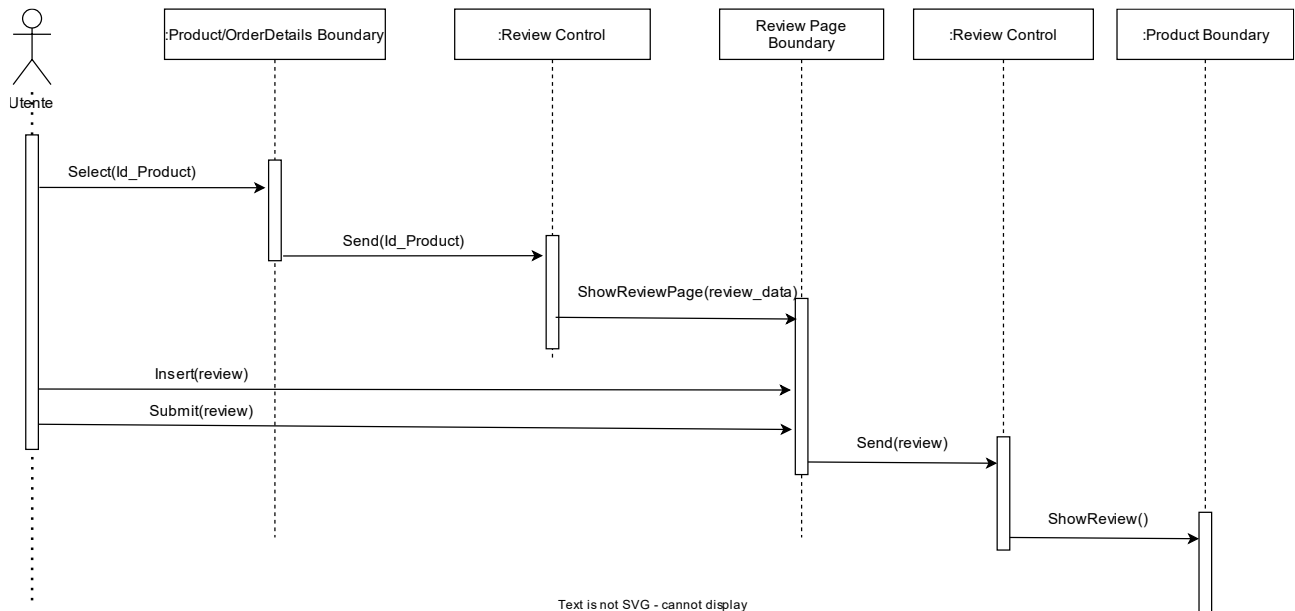 :Product/OrderDetails Boundary
:Review Control
Review Page
Boundary
:Review Control
:Product Boundary
Utente
Select(Id_Product)
Send(Id_Product)
ShowReviewPage(review_data)
Insert(review)
Submit(review)
Send(review)
ShowReview()
Text is not SVG - cannot display